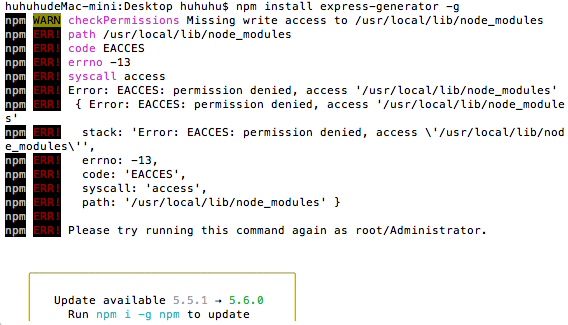 huhuhudeMac-mini:Desktop huhuhu$ npm install express-generator -g
npm WARN checkPermissions Missing write access to /usr/local/lib/node_modules
npm ERR! path /usr/local/lib/node_modules
npm ERR! code EACCES
npm ERR! errno -13
npm ERR! syscall access
npm ERR! Error: EACCES: permission denied, access '/usr/local/lib/node_modules'
npm ERR!  { Error: EACCES: permission denied, access '/usr/local/lib/node_module
s'
npm ERR!   stack: 'Error: EACCES: permission denied, access \'/usr/local/lib/nod
e_modules\'',
npm ERR!   errno: -13,
npm ERR!   code: 'EACCES',
npm ERR!   syscall: 'access',
npm ERR!   path: '/usr/local/lib/node_modules' }
npm ERR! Please try running this command again as root/Administrator.
Update available 5.5.1 → 5.6.0
Run npm i -g npm to update